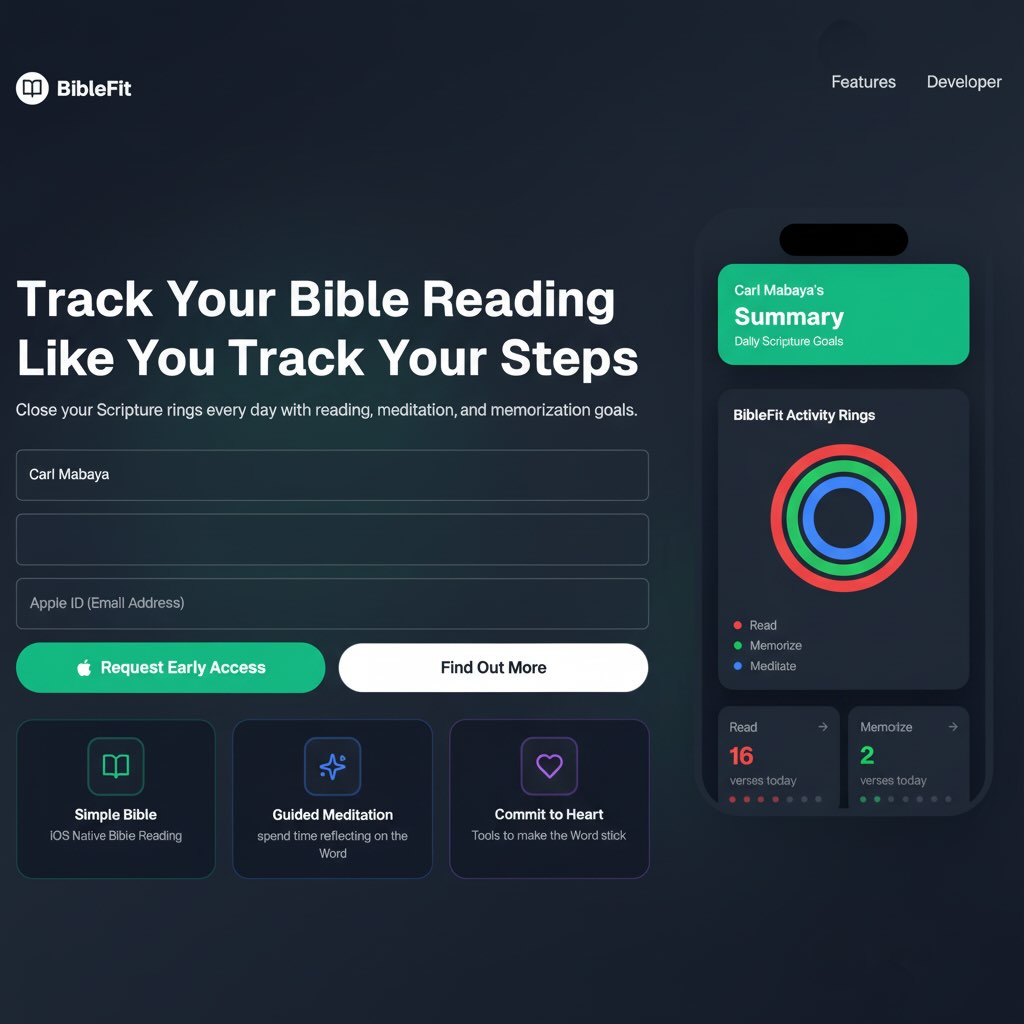 BibleFit
Features
Developer
Track Your Bible Reading
Like You Track Your Steps
Close your Scripture rings every day with reading, meditation, and memorization goals.
Carl Mabaya
Apple ID (Email Address)
Request Early Access
Find Out More
Simple Bible
iOS Native Bible Reading
Guided Meditation
spend time reflecting on the
Word
Commit to Heart
Tools to make the Word stick
Carl Mabaya's
Summary
Daily Scripture Goals
BibleFit Activity Rings
Read
Memorize
Meditate
Read
16
verses today
Memorize
2
verses today